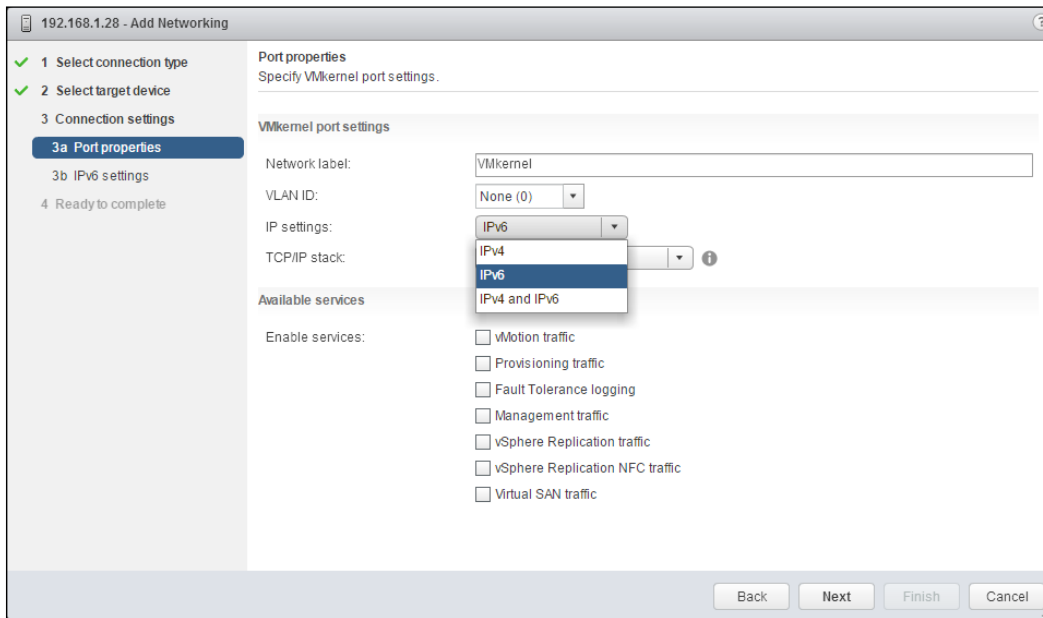 192.168.1.28 - Add Networking
?
1 Select connection type
2 Select target device
3 Connection settings
3a Port properties
3b IPv6 settings
4 Ready to complete
Port properties
Specify VMkernel port settings.
VMkernel port settings
Network label: VMkernel
VLAN ID: None (0)
IP settings: IPv6
TCP/IP stack:
IPv4
IPv6
IPv4 and IPv6
Available services
Enable services: vMotion traffic
Provisioning traffic
Fault Tolerance logging
Management traffic
vSphere Replication traffic
vSphere Replication NFC traffic
Virtual SAN traffic
Back Next Finish Cancel